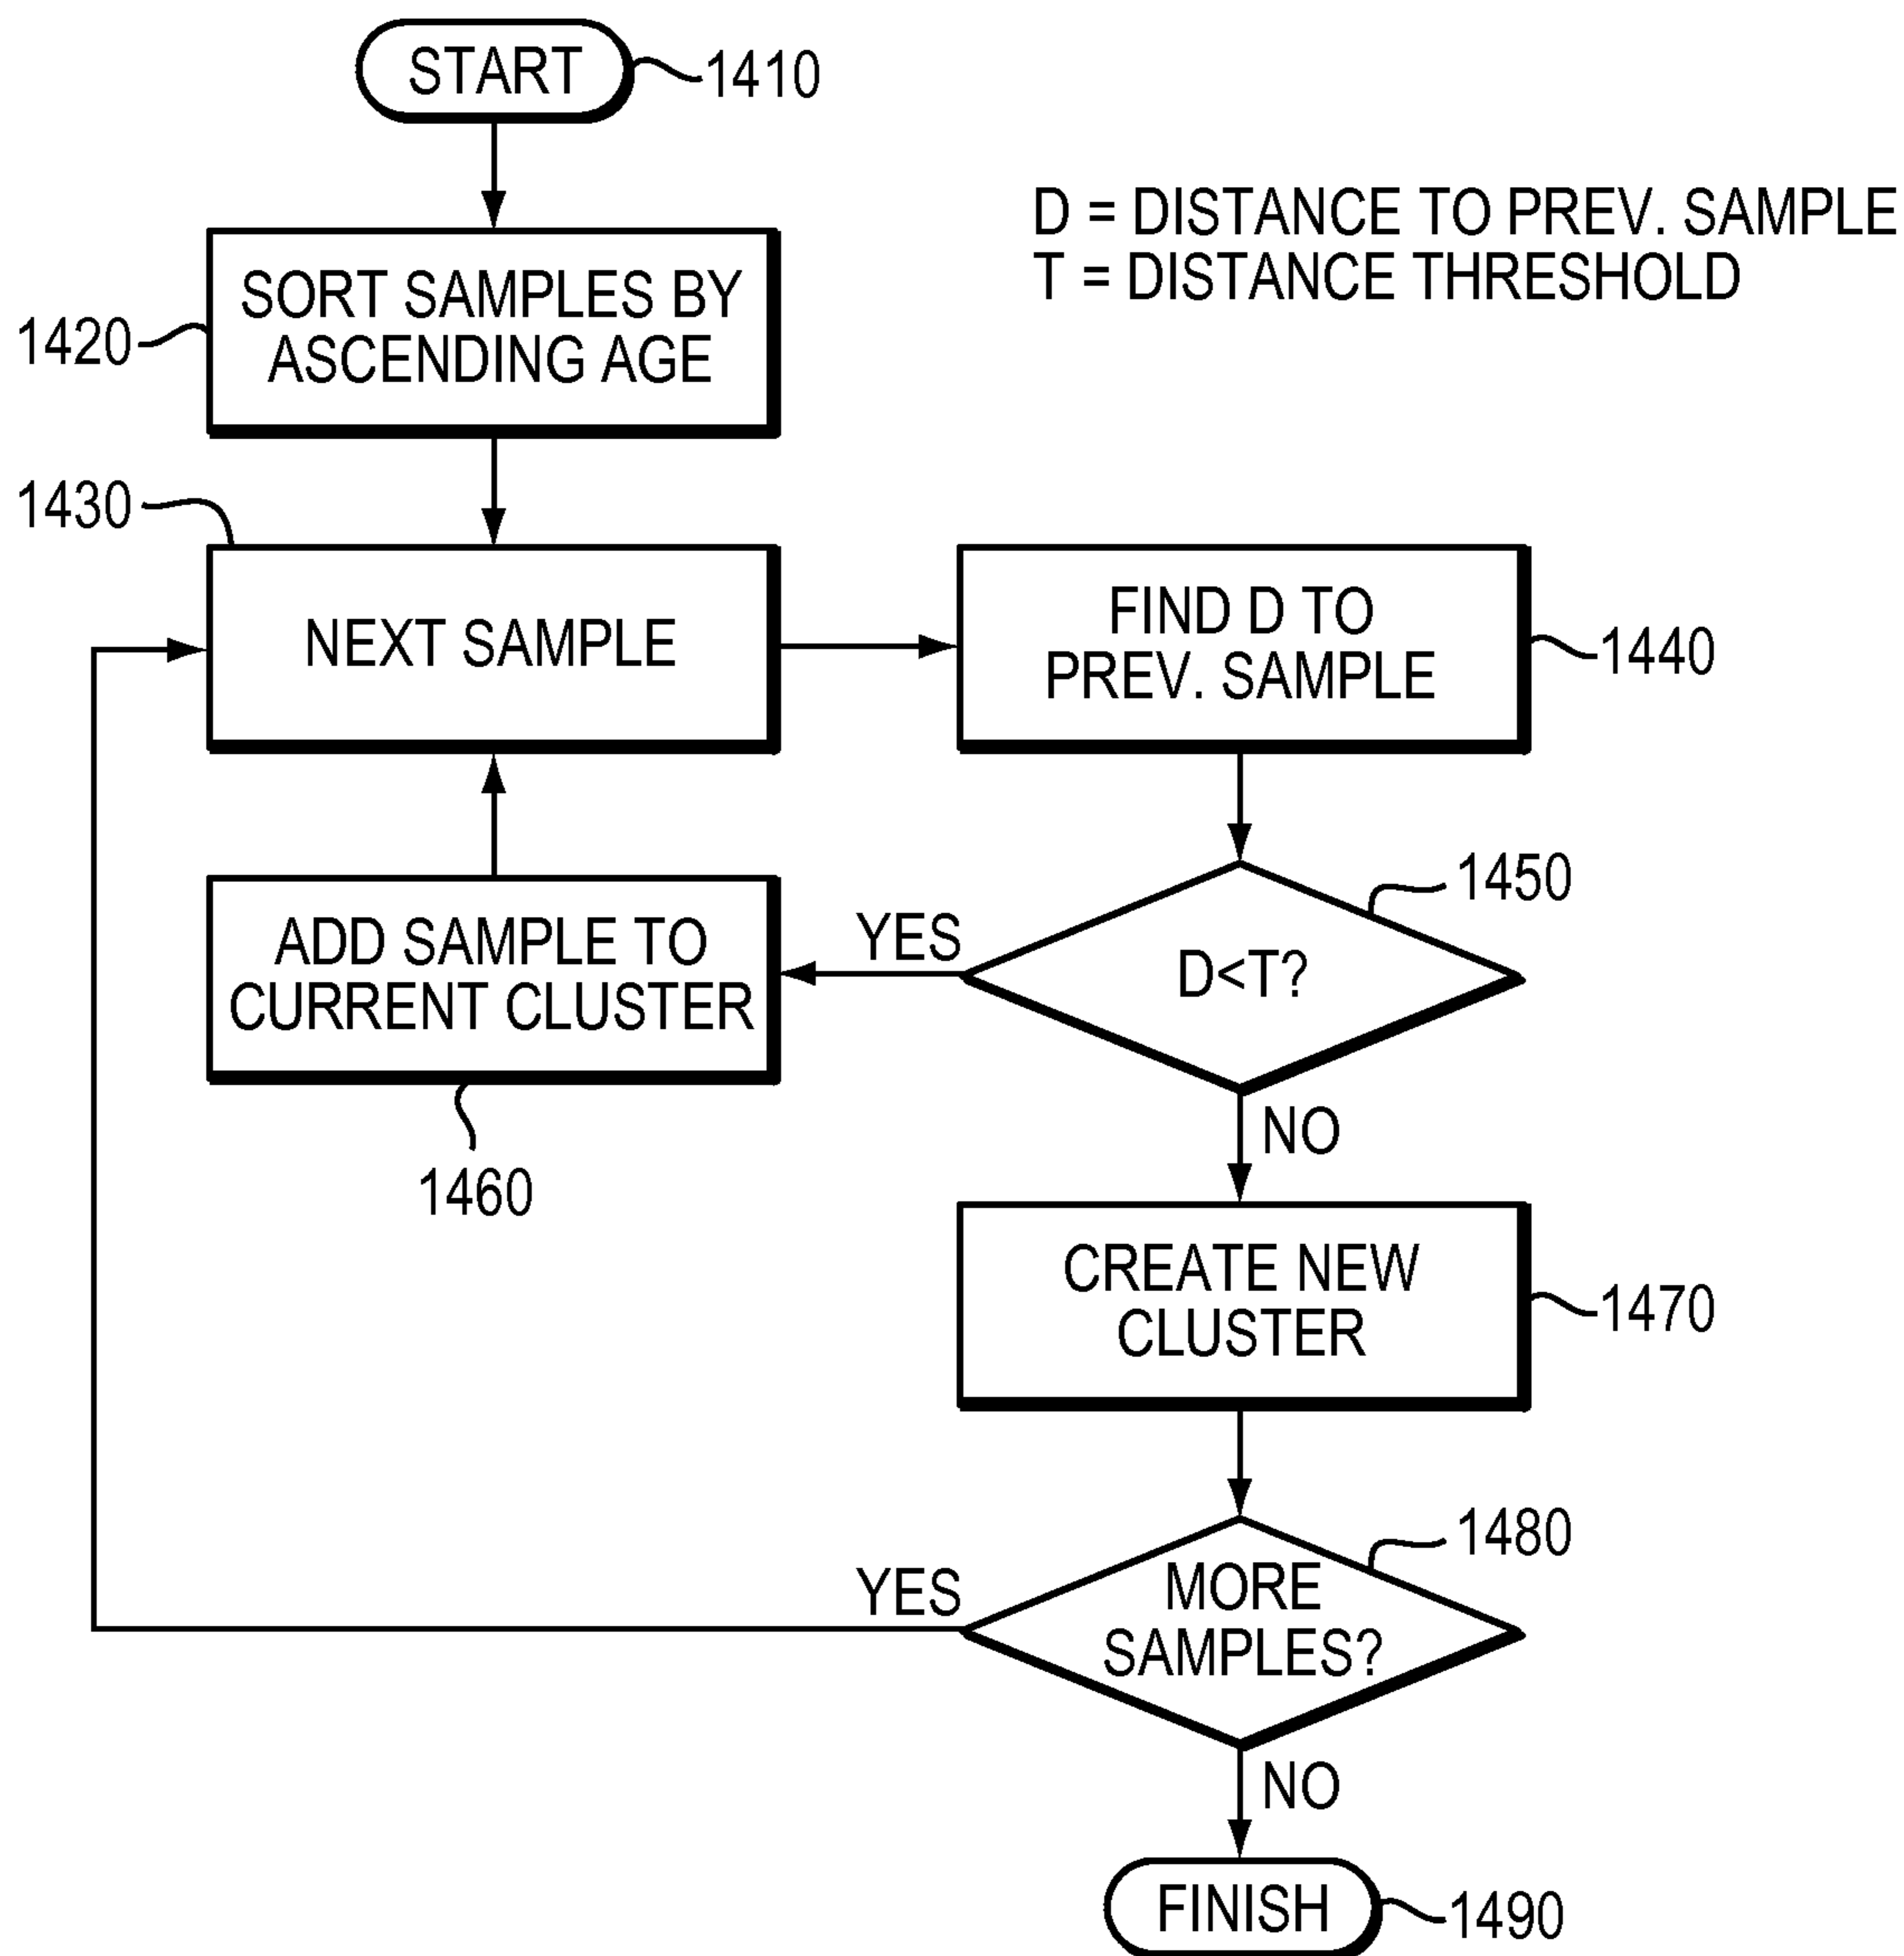 START
1410
D = DISTANCE TO PREV. SAMPLE
T = DISTANCE THRESHOLD
SORT SAMPLES BY
ASCENDING AGE
1420
1430
NEXT SAMPLE
FIND D TO
PREV. SAMPLE
1440
1450
D<T?
YES
ADD SAMPLE TO
CURRENT CLUSTER
1460
NO
CREATE NEW
CLUSTER
1470
1480
MORE
SAMPLES?
YES
NO
FINISH
1490